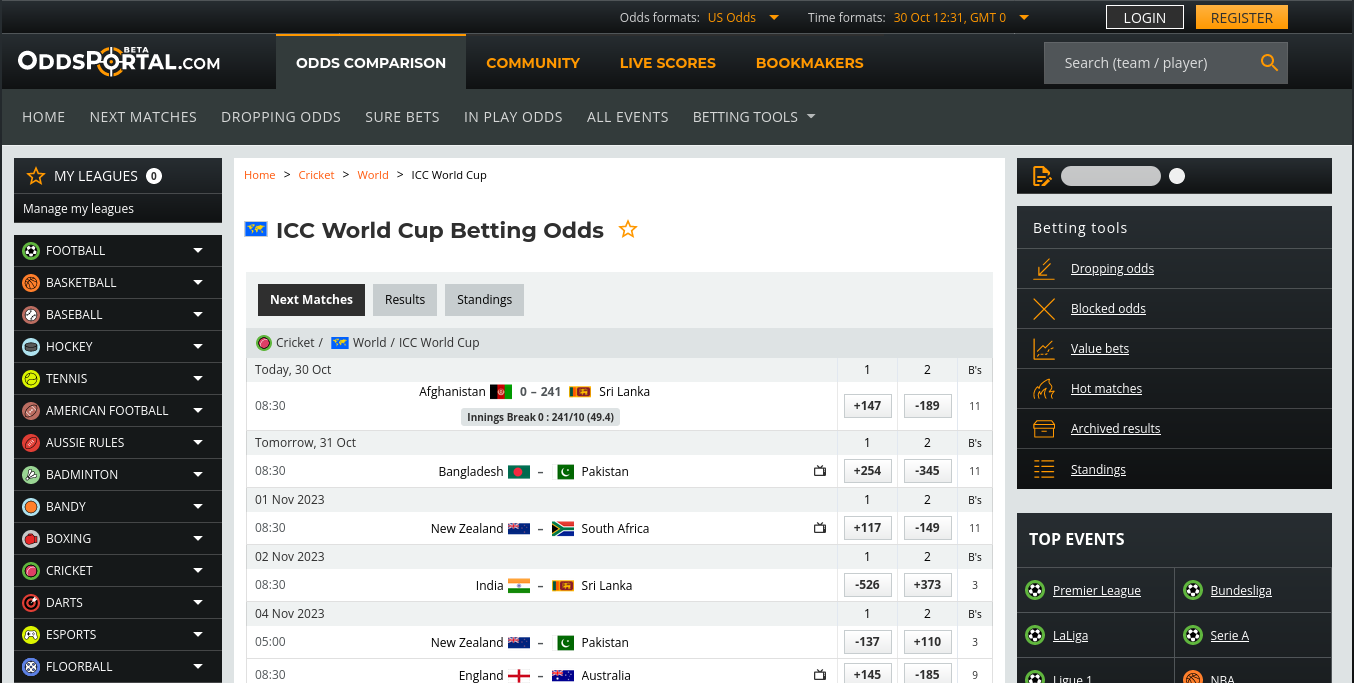 Odds formats: US Odds Time formats: 30 Oct 12:31, GMT 0 LOGIN REGISTER
ODDSPORTAL.COM BETA ODDS COMPARISON COMMUNITY LIVE SCORES BOOKMAKERS Search (team / player)
HOME NEXT MATCHES DROPPING ODDS SURE BETS IN PLAY ODDS ALL EVENTS BETTING TOOLS
MY LEAGUES 0
Manage my leagues
FOOTBALL
BASKETBALL
BASEBALL
HOCKEY
TENNIS
AMERICAN FOOTBALL
AUSSIE RULES
BADMINTON
BANDY
BOXING
CRICKET
DARTS
ESPORTS
FLOORBALL
Home > Cricket > World > ICC World Cup
ICC World Cup Betting Odds
Next Matches Results Standings
Cricket / World / ICC World Cup
Today, 30 Oct 1 2 B's
Afghanistan 0 – 241 Sri Lanka
08:30 +147 -189 11
Innings Break 0 : 241/10 (49.4)
Tomorrow, 31 Oct 1 2 B's
08:30 Bangladesh – Pakistan +254 -345 11
01 Nov 2023 1 2 B's
08:30 New Zealand – South Africa +117 -149 11
02 Nov 2023 1 2 B's
08:30 India – Sri Lanka -526 +373 3
04 Nov 2023 1 2 B's
05:00 New Zealand – Pakistan -137 +110 3
08:30 England – Australia +145 -185 9
Betting tools
Dropping odds
Blocked odds
Value bets
Hot matches
Archived results
Standings
TOP EVENTS
Premier League Bundesliga
LaLiga Serie A
Ligue 1 NBA